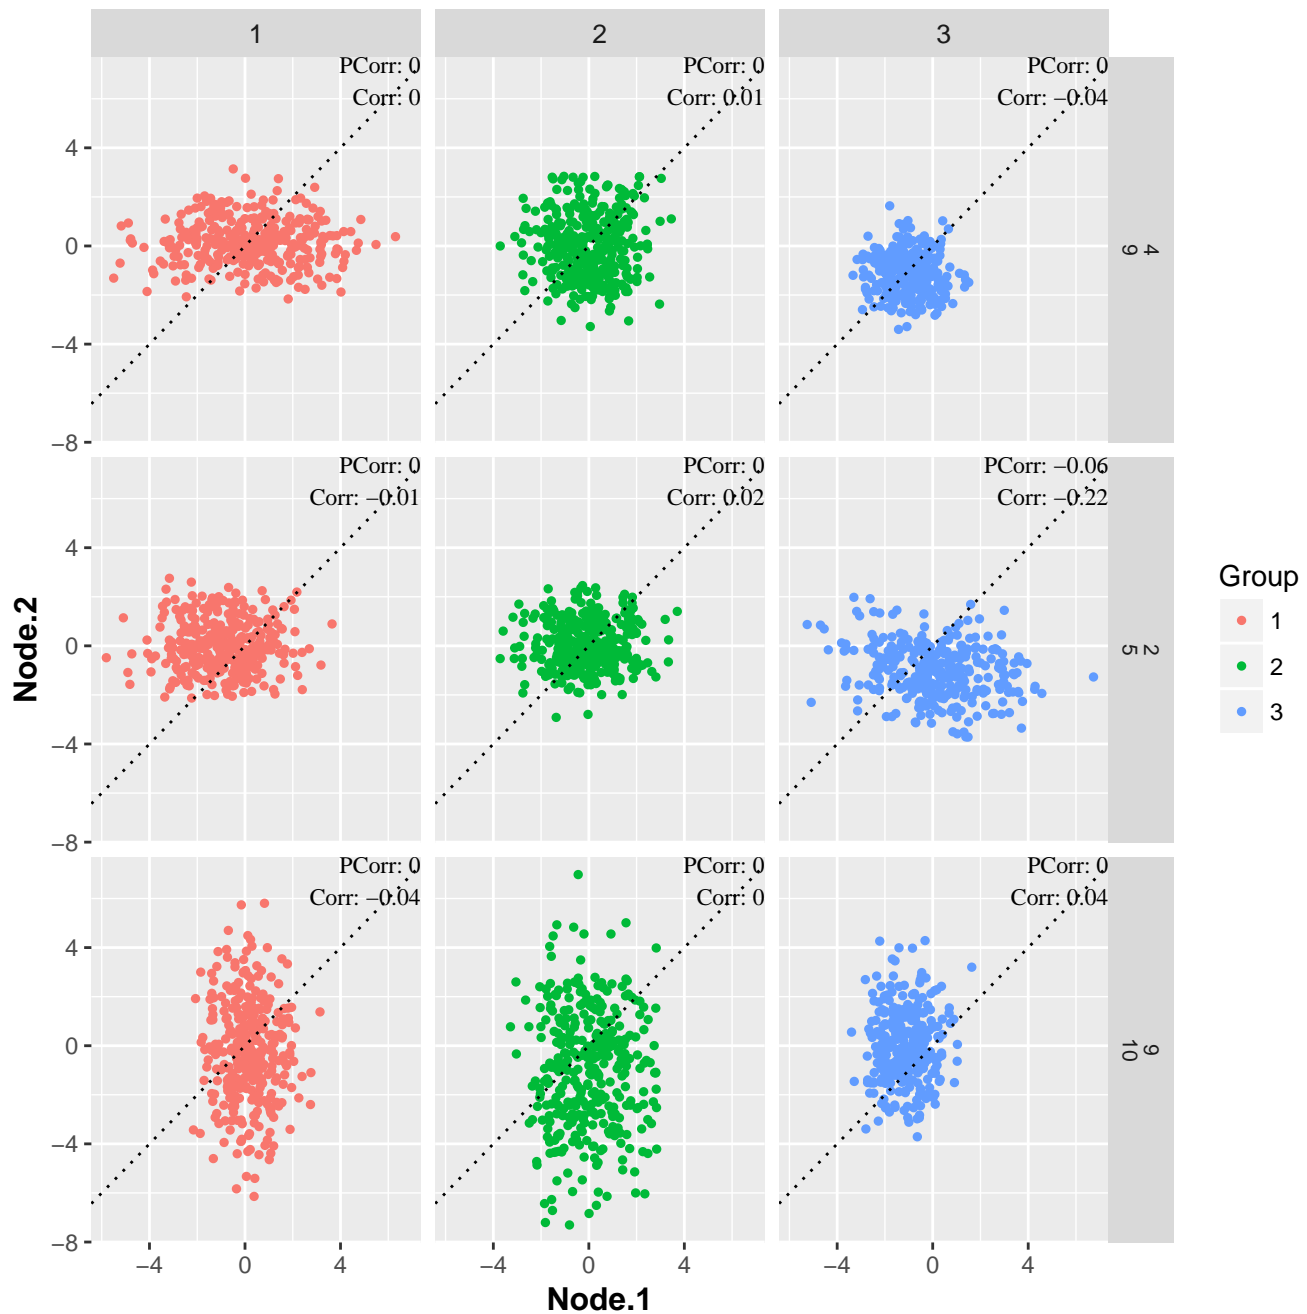 1 2 3
PCorr: 0 PCorr: 0 PCorr: 0
Corr: 0 Corr: 0.01 Corr: −0.04
4
0
−4
−8
4
9
PCorr: 0 PCorr: 0 PCorr: −0.06
Corr: −0.01 Corr: 0.02 Corr: −0.22
4
0
−4
−8
2
5
PCorr: 0 PCorr: 0 PCorr: 0
Corr: −0.04 Corr: 0 Corr: 0.04
4
0
−4
−8
9
10
−4 0 4 −4 0 4 −4 0 4
Node.1
Node.2
Group
1
2
3